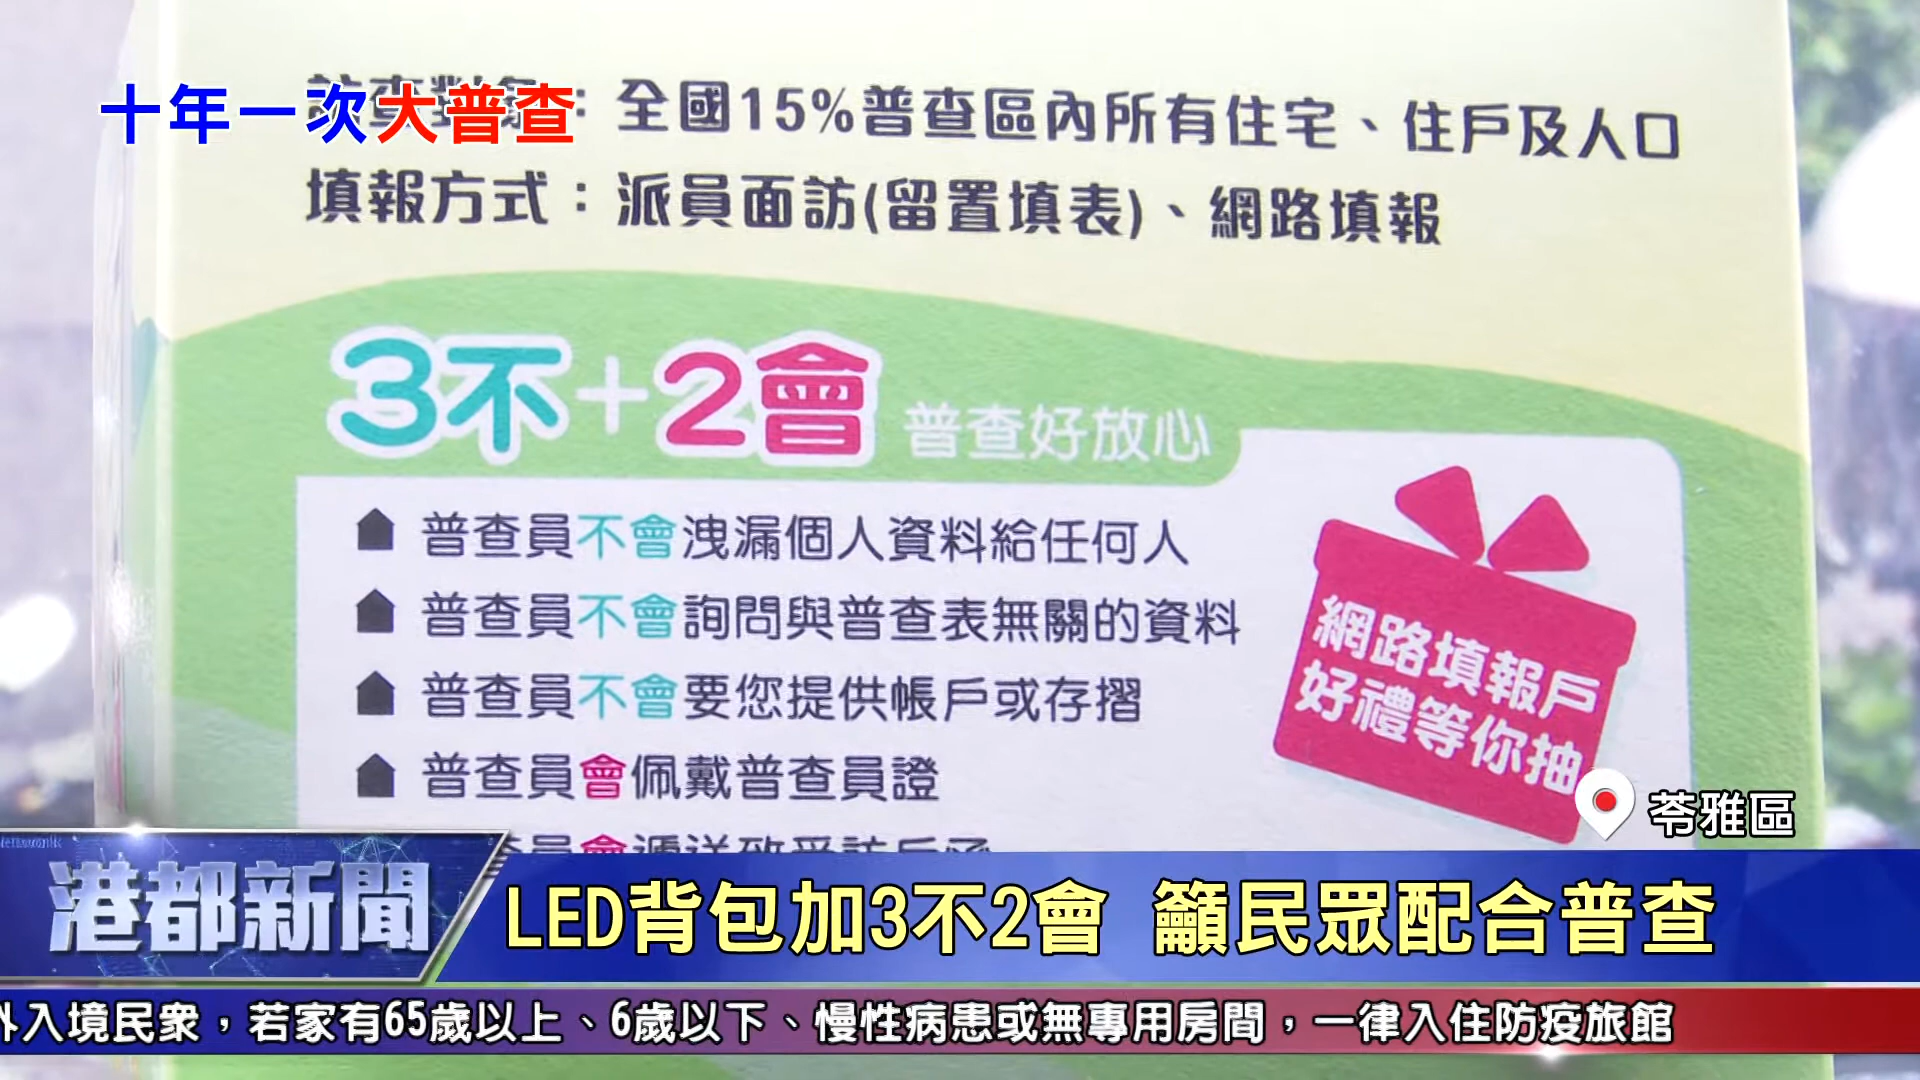 十年一次大普查
：全國15%普查區內所有住宅、住戶及人口
填報方式：派員面訪(留置填表)、網路填報
3不+2會 普查好放心
普查員不會洩漏個人資料給任何人
普查員不會詢問與普查表無關的資料
普查員不會要您提供帳戶或存摺
普查員會佩戴普查員證
網路填報戶
好禮等你抽
苓雅區
港都新聞
LED背包加3不2會 籲民眾配合普查
外入境民衆，若家有65歲以上、6歲以下、慢性病患或無專用房間，一律入住防疫旅館